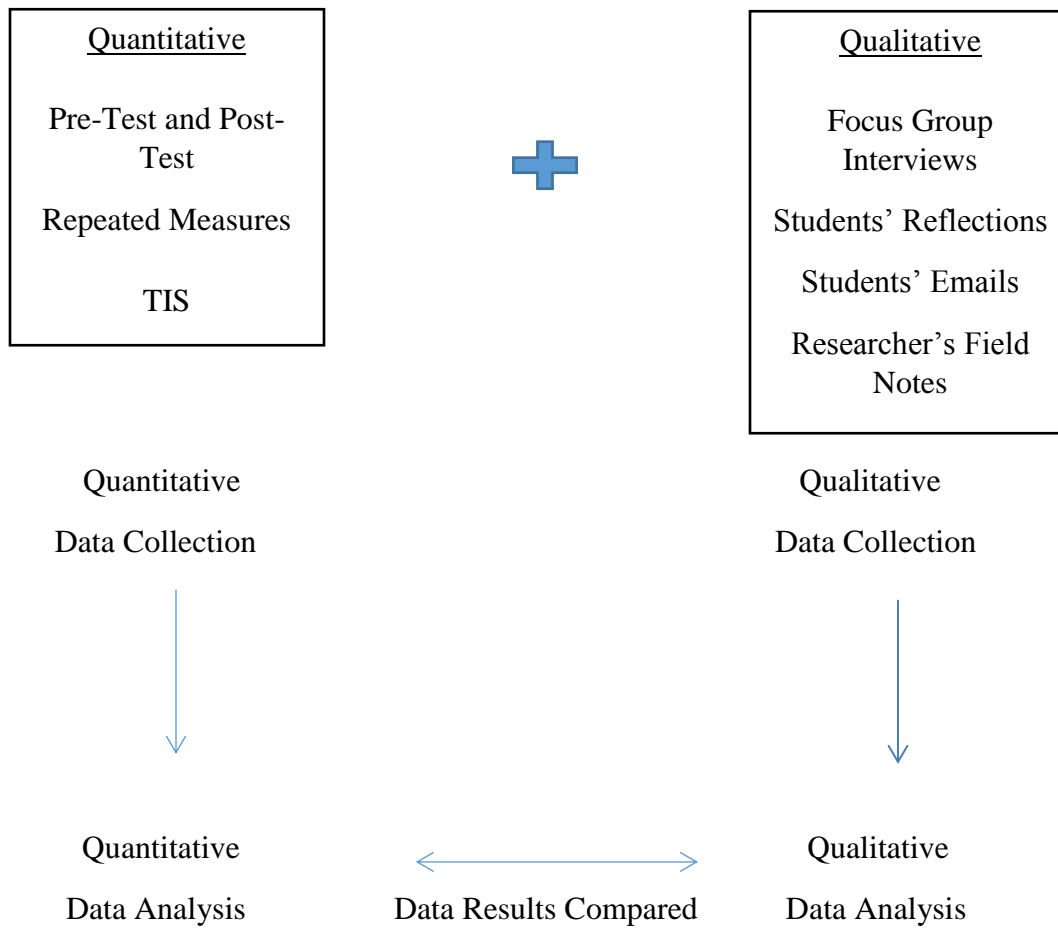 Quantitative
Pre-Test and Post-
Test
Repeated Measures
TIS
Qualitative
Focus Group
Interviews
Students’ Reflections
Students’ Emails
Researcher’s Field
Notes
Quantitative
Data Collection
Qualitative
Data Collection
Quantitative
Data Analysis
Data Results Compared
Qualitative
Data Analysis